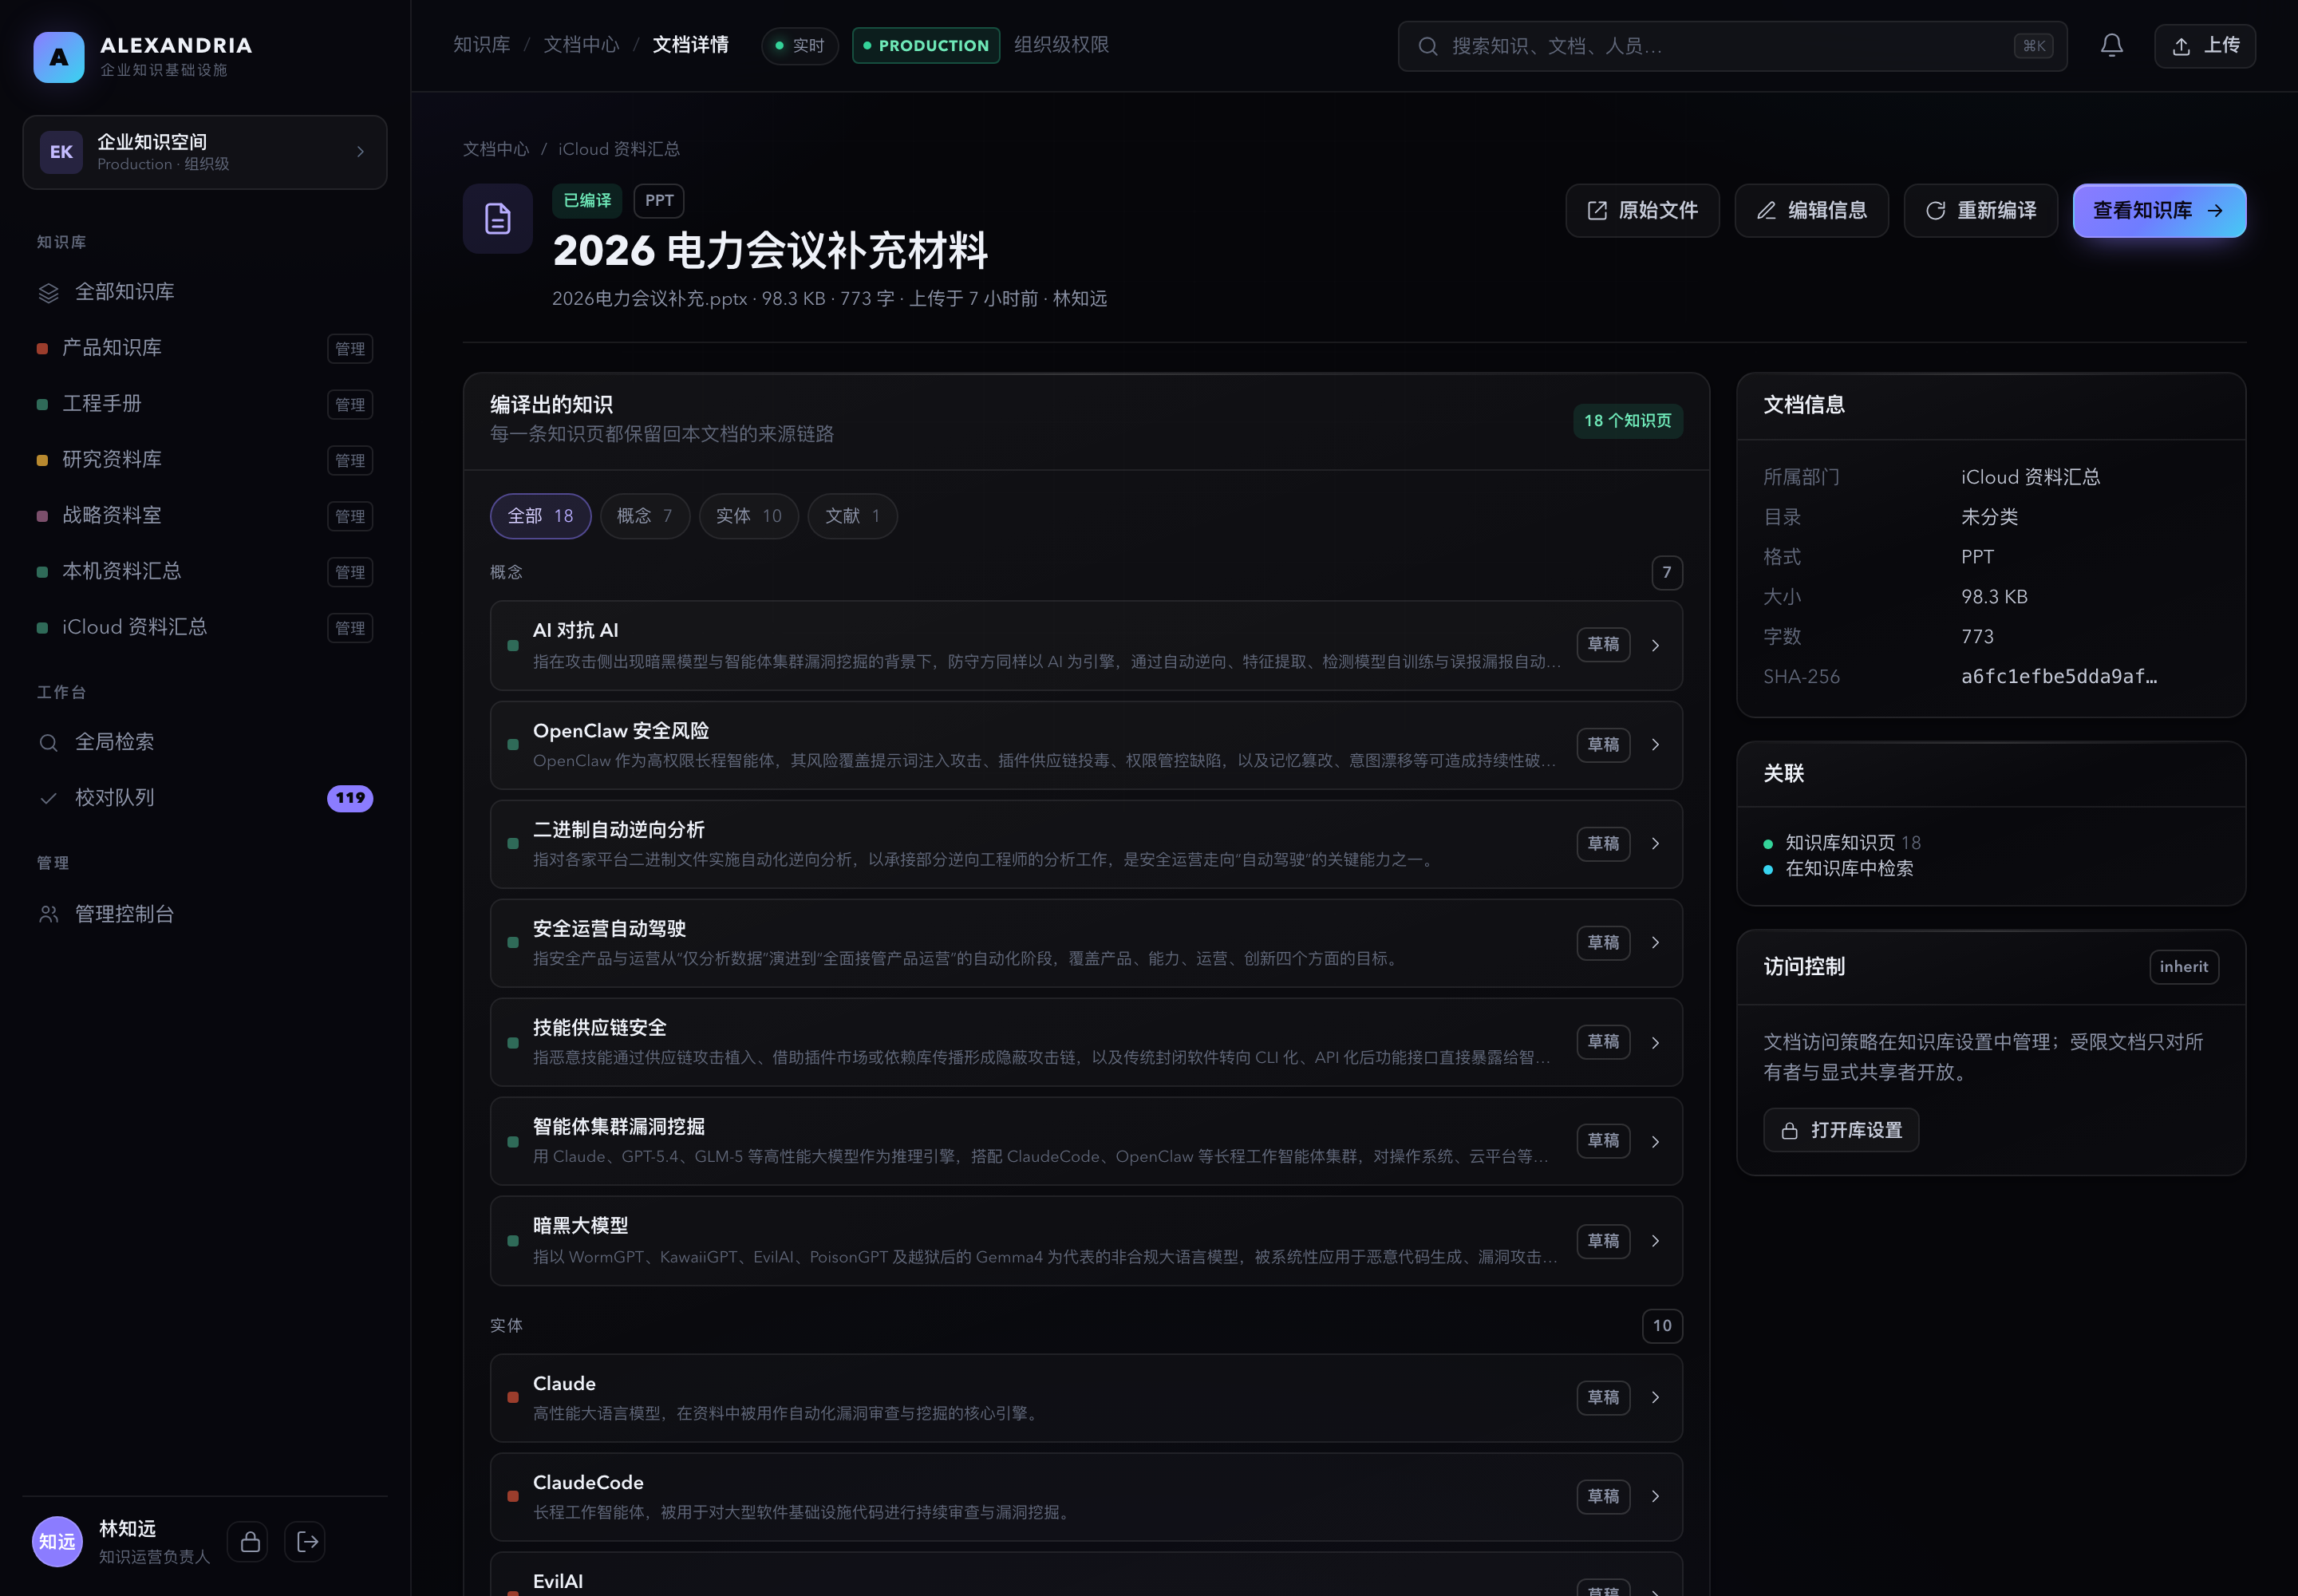 A
ALEXANDRIA
企业知识基础设施
EK
企业知识空间
Production · 组织级
知识库
全部知识库
产品知识库
管理
工程手册
管理
研究资料库
管理
战略资料室
管理
本机资料汇总
管理
iCloud 资料汇总
管理
工作台
全局检索
校对队列
119
管理
管理控制台
知远
林知远
知识运营负责人
知识库 / 文档中心 / 文档详情
实时
PRODUCTION
组织级权限
搜索知识、文档、人员…
⌘K
上传
文档中心 / iCloud 资料汇总
已编译
PPT
2026 电力会议补充材料
2026电力会议补充.pptx · 98.3 KB · 773 字 · 上传于 7 小时前 · 林知远
原始文件
编辑信息
重新编译
查看知识库 →
编译出的知识
每一条知识页都保留回本文档的来源链路
18 个知识页
全部 18
概念 7
实体 10
文献 1
概念
7
AI 对抗 AI
指在攻击侧出现暗黑模型与智能体集群漏洞挖掘的背景下，防守方同样以 AI 为引擎，通过自动逆向、特征提取、检测模型自训练与误报漏报自动…
草稿
OpenClaw 安全风险
OpenClaw 作为高权限长程智能体，其风险覆盖提示词注入攻击、插件供应链投毒、权限管控缺陷，以及记忆篡改、意图漂移等可造成持续性破…
草稿
二进制自动逆向分析
指对各家平台二进制文件实施自动化逆向分析，以承接部分逆向工程师的分析工作，是安全运营走向“自动驾驶”的关键能力之一。
草稿
安全运营自动驾驶
指安全产品与运营从“仅分析数据”演进到“全面接管产品运营”的自动化阶段，覆盖产品、能力、运营、创新四个方面的目标。
草稿
技能供应链安全
指恶意技能通过供应链攻击植入、借助插件市场或依赖库传播形成隐蔽攻击链，以及传统封闭软件转向 CLI 化、API 化后功能接口直接暴露给智…
草稿
智能体集群漏洞挖掘
用 Claude、GPT-5.4、GLM-5 等高性能大模型作为推理引擎，搭配 ClaudeCode、OpenClaw 等长程工作智能体集群，对操作系统、云平台等…
草稿
暗黑大模型
指以 WormGPT、KawaiiGPT、EvilAI、PoisonGPT 及越狱后的 Gemma4 为代表的非合规大语言模型，被系统性应用于恶意代码生成、漏洞攻击…
草稿
实体
10
Claude
高性能大语言模型，在资料中被用作自动化漏洞审查与挖掘的核心引擎。
草稿
ClaudeCode
长程工作智能体，被用于对大型软件基础设施代码进行持续审查与漏洞挖掘。
草稿
EvilAI
草稿
文档信息
所属部门
iCloud 资料汇总
目录
未分类
格式
PPT
大小
98.3 KB
字数
773
SHA-256
a6fc1efbe5dda9af…
关联
知识库知识页 18
在知识库中检索
访问控制
inherit
文档访问策略在知识库设置中管理；受限文档只对所
有者与显式共享者开放。
打开库设置